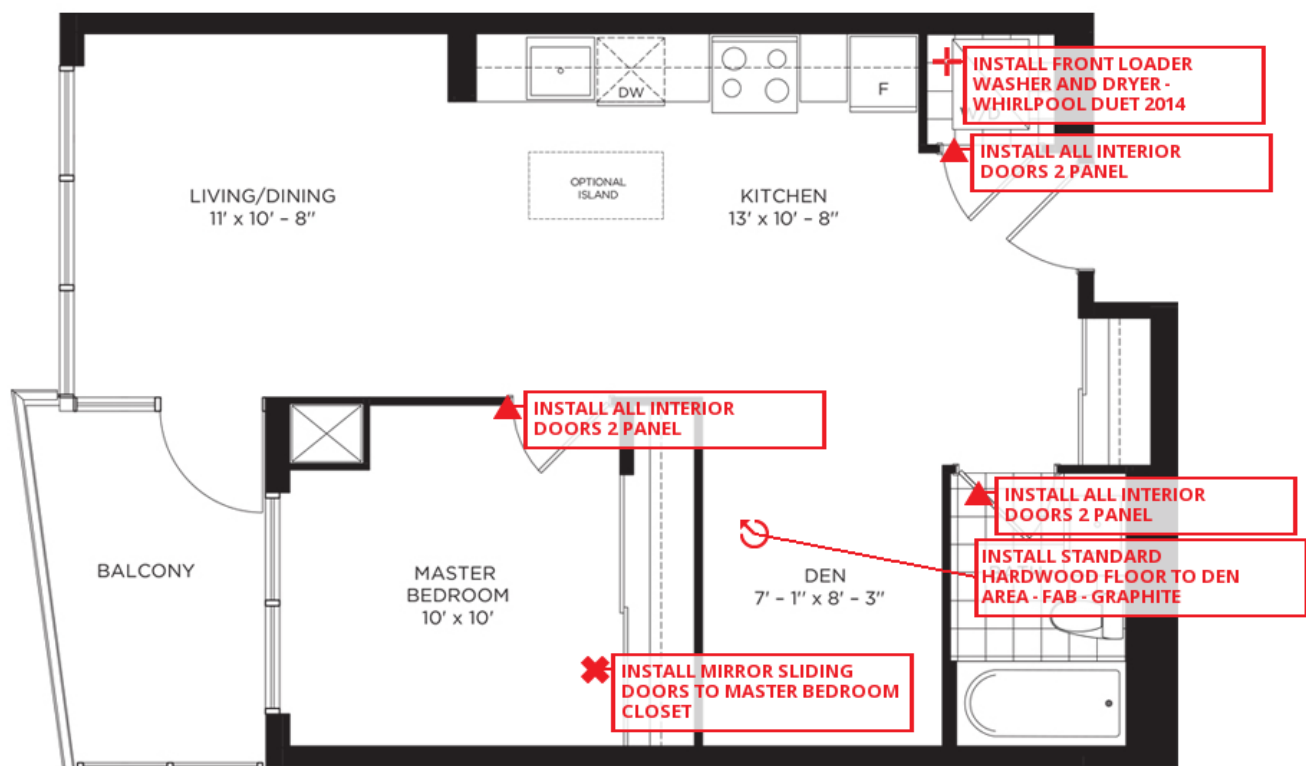 INSTALL FRONT LOADER
WASHER AND DRYER -
WHIRLPOOL DUET 2014
DW
F
INSTALL ALL INTERIOR
DOORS 2 PANEL
OPTIONAL
ISLAND
LIVING/DINING
11' x 10' – 8"
KITCHEN
13' x 10' – 8"
INSTALL ALL INTERIOR
DOORS 2 PANEL
INSTALL ALL INTERIOR
DOORS 2 PANEL
INSTALL STANDARD
HARDWOOD FLOOR TO DEN
AREA - FAB - GRAPHITE
BALCONY
MASTER
BEDROOM
10' x 10'
DEN
7' – 1" x 8' – 3"
INSTALL MIRROR SLIDING
DOORS TO MASTER BEDROOM
CLOSET